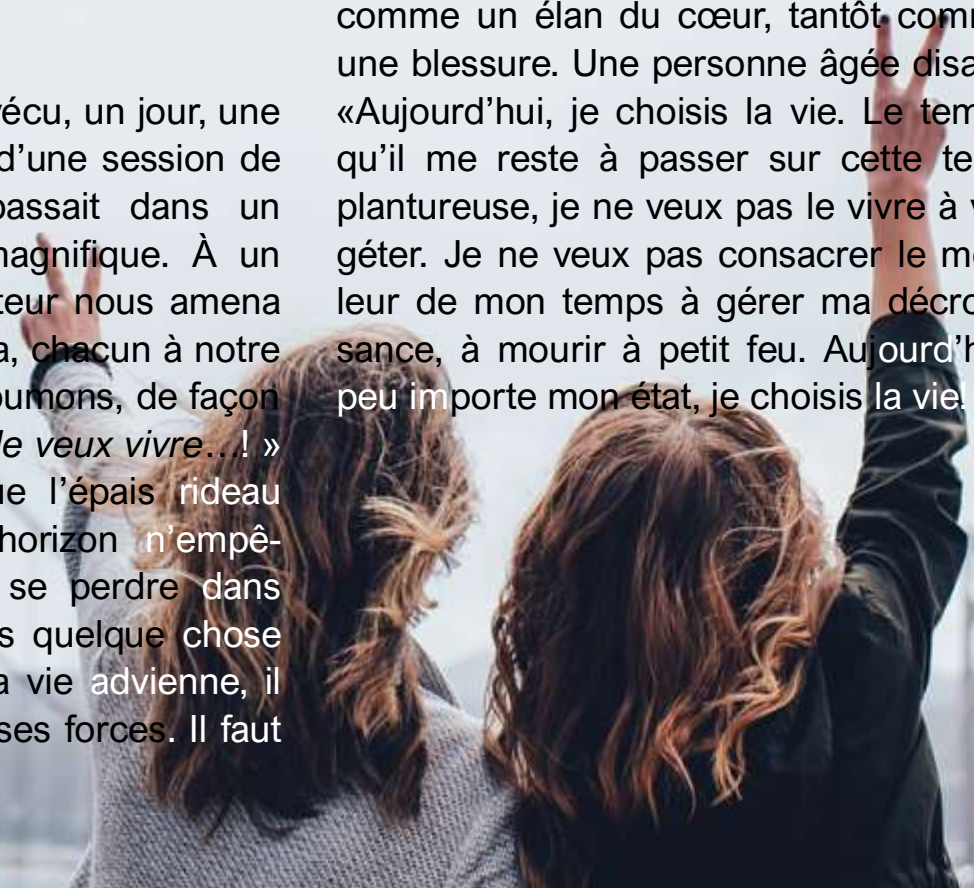 vécu, un jour, une
d’une session de
passait dans un
magnifique. À un
teur nous amena
a, chacun à notre
oumons, de façon
Je veux vivre…! »
ue l’épais rideau
horizon n’empê-
se perdre dans
s quelque chose
a vie advienne, il
ses forces. Il faut
comme un élan du cœur, tantôt com
une blessure. Une personne âgée disa
«Aujourd’hui, je choisis la vie. Le tem
qu’il me reste à passer sur cette te
plantureuse, je ne veux pas le vivre à v
géter. Je ne veux pas consacrer le me
leur de mon temps à gérer ma décro
sance, à mourir à petit feu. Aujourd’h
peu importe mon état, je choisis la vie!